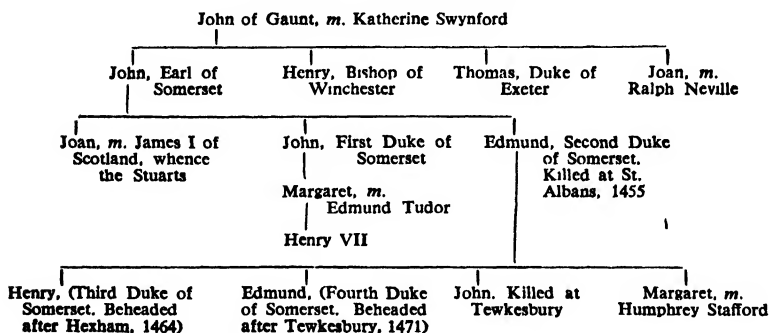 John of Gaunt, m. Katherine Swynford
John, Earl of
Somerset
Henry, Bishop of
Winchester
Thomas, Duke of
Exeter
Joan, m.
Ralph Neville
Joan, m. James I of
Scotland, whence
the Stuarts
John, First Duke of
Somerset
Edmund, Second Duke
of Somerset.
Killed at St.
Albans, 1455
Margaret, m.
Edmund Tudor
Henry VII
Henry, (Third Duke of
Somerset. Beheaded
after Hexham, 1464)
Edmund, (Fourth Duke
of Somerset. Beheaded
after Tewkesbury, 1471)
John. Killed at
Tewkesbury
Margaret, m.
Humphrey Stafford